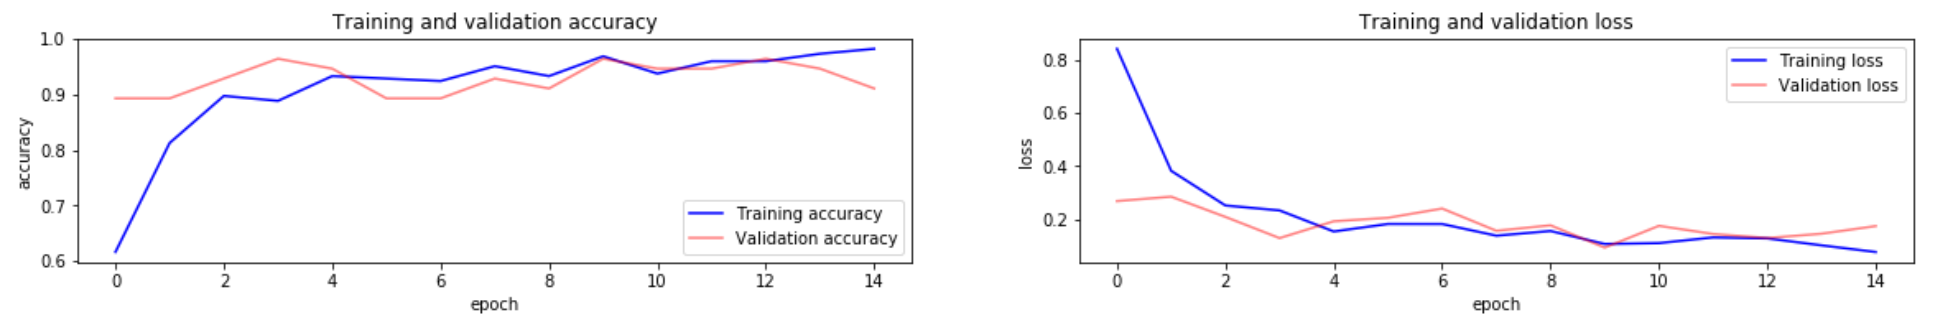 Training and validation accuracy
1.0
0.9
0.8
0.7
0.6
accuracy
Training accuracy
Validation accuracy
0 2 4 6 8 10 12 14
epoch
Training and validation loss
0.8
0.6
0.4
0.2
loss
Training loss
Validation loss
0 2 4 6 8 10 12 14
epoch